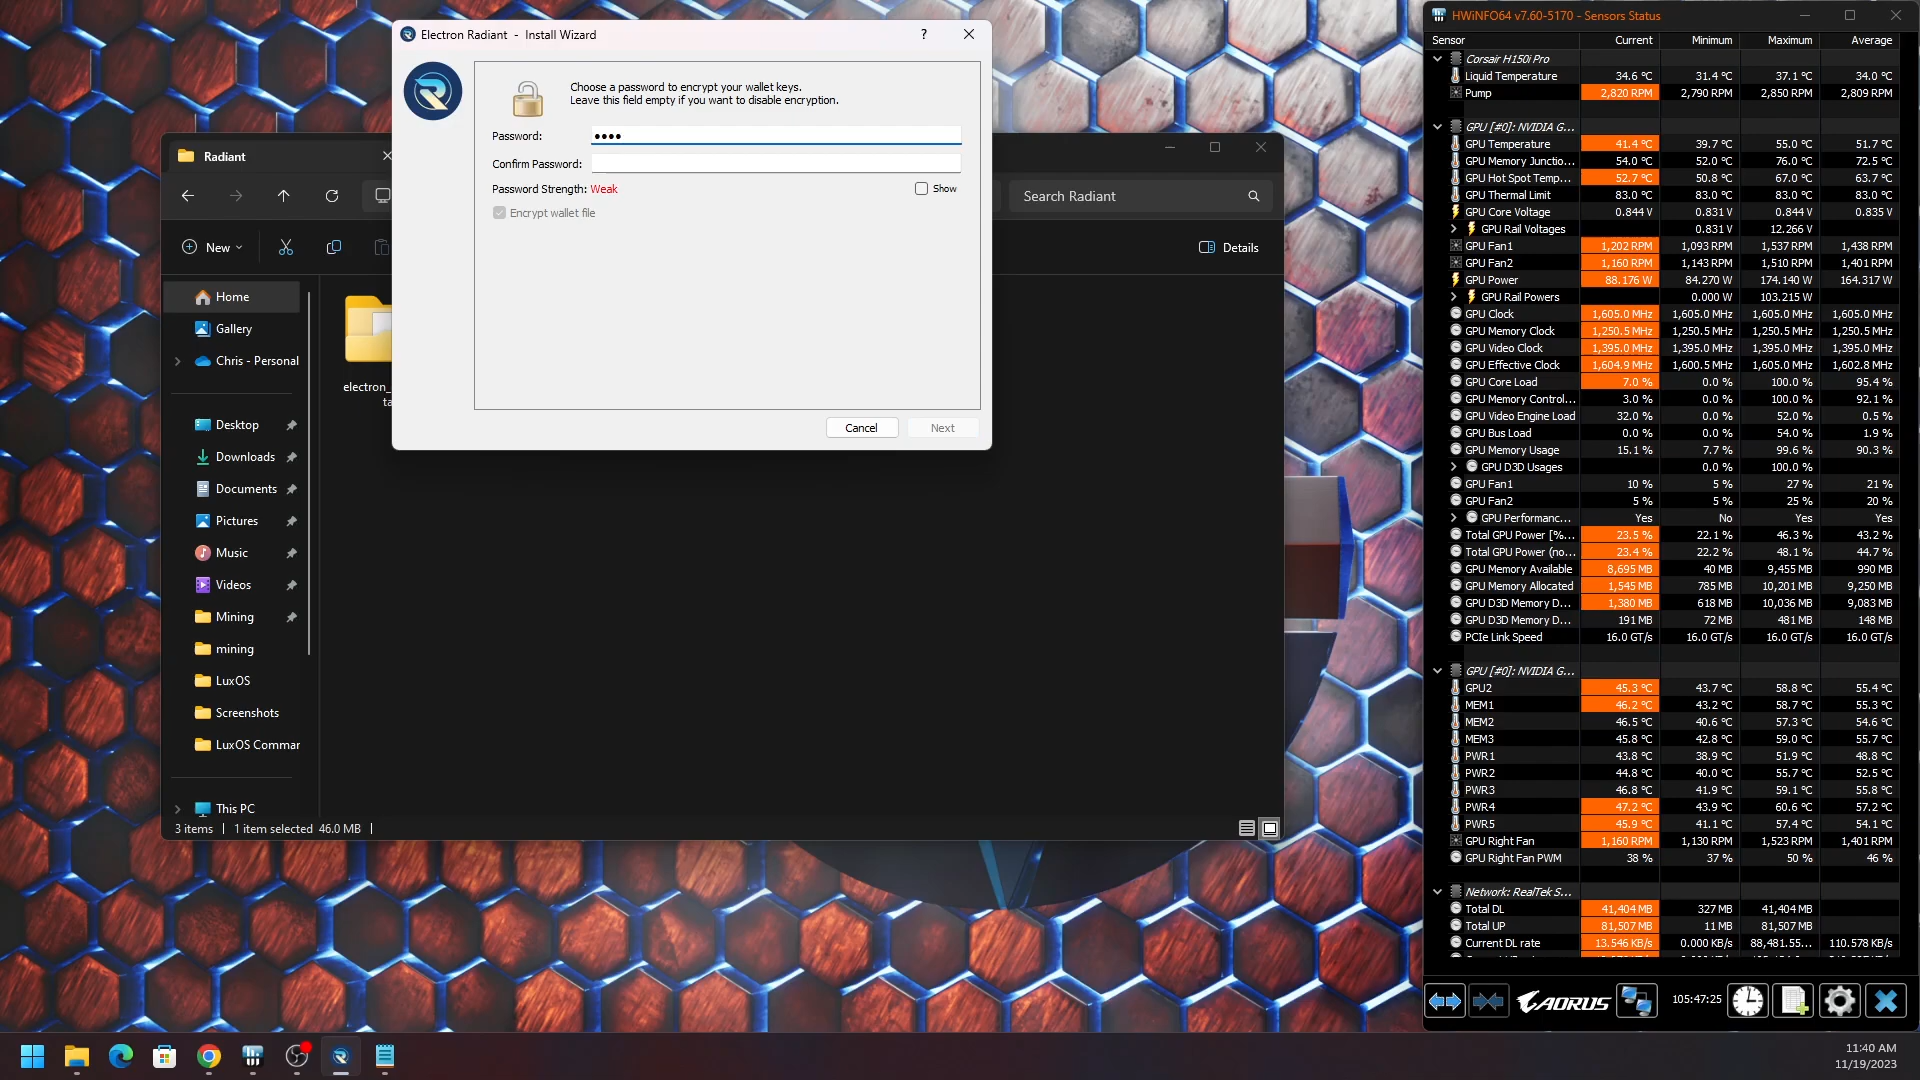 Electron Radiant - Install Wizard
?
Choose a password to encrypt your wallet keys.
Leave this field empty if you want to disable encryption.
Password: ●●●●
Confirm Password:
Password Strength: Weak
Show
Encrypt wallet file
Cancel
Next
Radiant
Search Radiant
New
Details
Home
Gallery
Chris - Personal
Desktop
Downloads
Documents
Pictures
Music
Videos
Mining
mining
LuxOS
Screenshots
LuxOS Commar
This PC
electron_
ta
3 items | 1 item selected 46.0 MB |
HWiNFO64 v7.60-5170 - Sensors Status
Sensor Current Minimum Maximum Average
Corsair H150i Pro
Liquid Temperature 34.6 °C 31.4 °C 37.1 °C 34.0 °C
Pump 2,820 RPM 2,790 RPM 2,850 RPM 2,809 RPM
GPU [#0]: NVIDIA G...
GPU Temperature 41.4 °C 39.7 °C 55.0 °C 51.7 °C
GPU Memory Junctio... 54.0 °C 52.0 °C 76.0 °C 72.5 °C
GPU Hot Spot Temp... 52.7 °C 50.8 °C 67.0 °C 63.7 °C
GPU Thermal Limit 83.0 °C 83.0 °C 83.0 °C 83.0 °C
GPU Core Voltage 0.844 V 0.831 V 0.844 V 0.835 V
GPU Rail Voltages 0.831 V 12.266 V
GPU Fan1 1,202 RPM 1,093 RPM 1,537 RPM 1,438 RPM
GPU Fan2 1,160 RPM 1,143 RPM 1,510 RPM 1,401 RPM
GPU Power 88.176 W 84.270 W 174.140 W 164.317 W
GPU Rail Powers 0.000 W 103.215 W
GPU Clock 1,605.0 MHz 1,605.0 MHz 1,605.0 MHz 1,605.0 MHz
GPU Memory Clock 1,250.5 MHz 1,250.5 MHz 1,250.5 MHz 1,250.5 MHz
GPU Video Clock 1,395.0 MHz 1,395.0 MHz 1,395.0 MHz 1,395.0 MHz
GPU Effective Clock 1,604.9 MHz 1,600.5 MHz 1,605.0 MHz 1,602.8 MHz
GPU Core Load 7.0 % 0.0 % 100.0 % 95.4 %
GPU Memory Control... 3.0 % 0.0 % 100.0 % 92.1 %
GPU Video Engine Load 32.0 % 0.0 % 52.0 % 0.5 %
GPU Bus Load 0.0 % 0.0 % 54.0 % 1.9 %
GPU Memory Usage 15.1 % 7.7 % 99.6 % 90.3 %
GPU D3D Usages 0.0 % 100.0 %
GPU Fan1 10 % 5 % 27 % 21 %
GPU Fan2 5 % 5 % 25 % 20 %
GPU Performanc... Yes No Yes Yes
Total GPU Power [%... 23.5 % 22.1 % 46.3 % 43.2 %
Total GPU Power (no... 23.4 % 22.2 % 48.1 % 44.7 %
GPU Memory Available 8,695 MB 40 MB 9,455 MB 990 MB
GPU Memory Allocated 1,545 MB 785 MB 10,201 MB 9,250 MB
GPU D3D Memory D... 1,380 MB 618 MB 10,036 MB 9,083 MB
GPU D3D Memory D... 191 MB 72 MB 481 MB 148 MB
PCIe Link Speed 16.0 GT/s 16.0 GT/s 16.0 GT/s 16.0 GT/s
GPU [#0]: NVIDIA G...
GPU2 45.3 °C 43.7 °C 58.8 °C 55.4 °C
MEM1 46.2 °C 43.2 °C 58.7 °C 55.3 °C
MEM2 46.5 °C 40.6 °C 57.3 °C 54.6 °C
MEM3 45.8 °C 42.8 °C 59.0 °C 55.7 °C
PWR1 43.8 °C 38.9 °C 51.9 °C 48.8 °C
PWR2 44.8 °C 40.0 °C 55.7 °C 52.5 °C
PWR3 46.8 °C 41.9 °C 59.1 °C 55.8 °C
PWR4 47.2 °C 43.9 °C 60.6 °C 57.2 °C
PWR5 45.9 °C 41.1 °C 57.4 °C 54.1 °C
GPU Right Fan 1,160 RPM 1,130 RPM 1,523 RPM 1,401 RPM
GPU Right Fan PWM 38 % 37 % 50 % 46 %
Network: RealTek S...
Total DL 41,404 MB 327 MB 41,404 MB
Total UP 81,507 MB 11 MB 81,507 MB
Current DL rate 13.546 KB/s 0.000 KB/s 88,481.55... 110.578 KB/s
AORUS
105:47:25
11:40 AM
11/19/2023